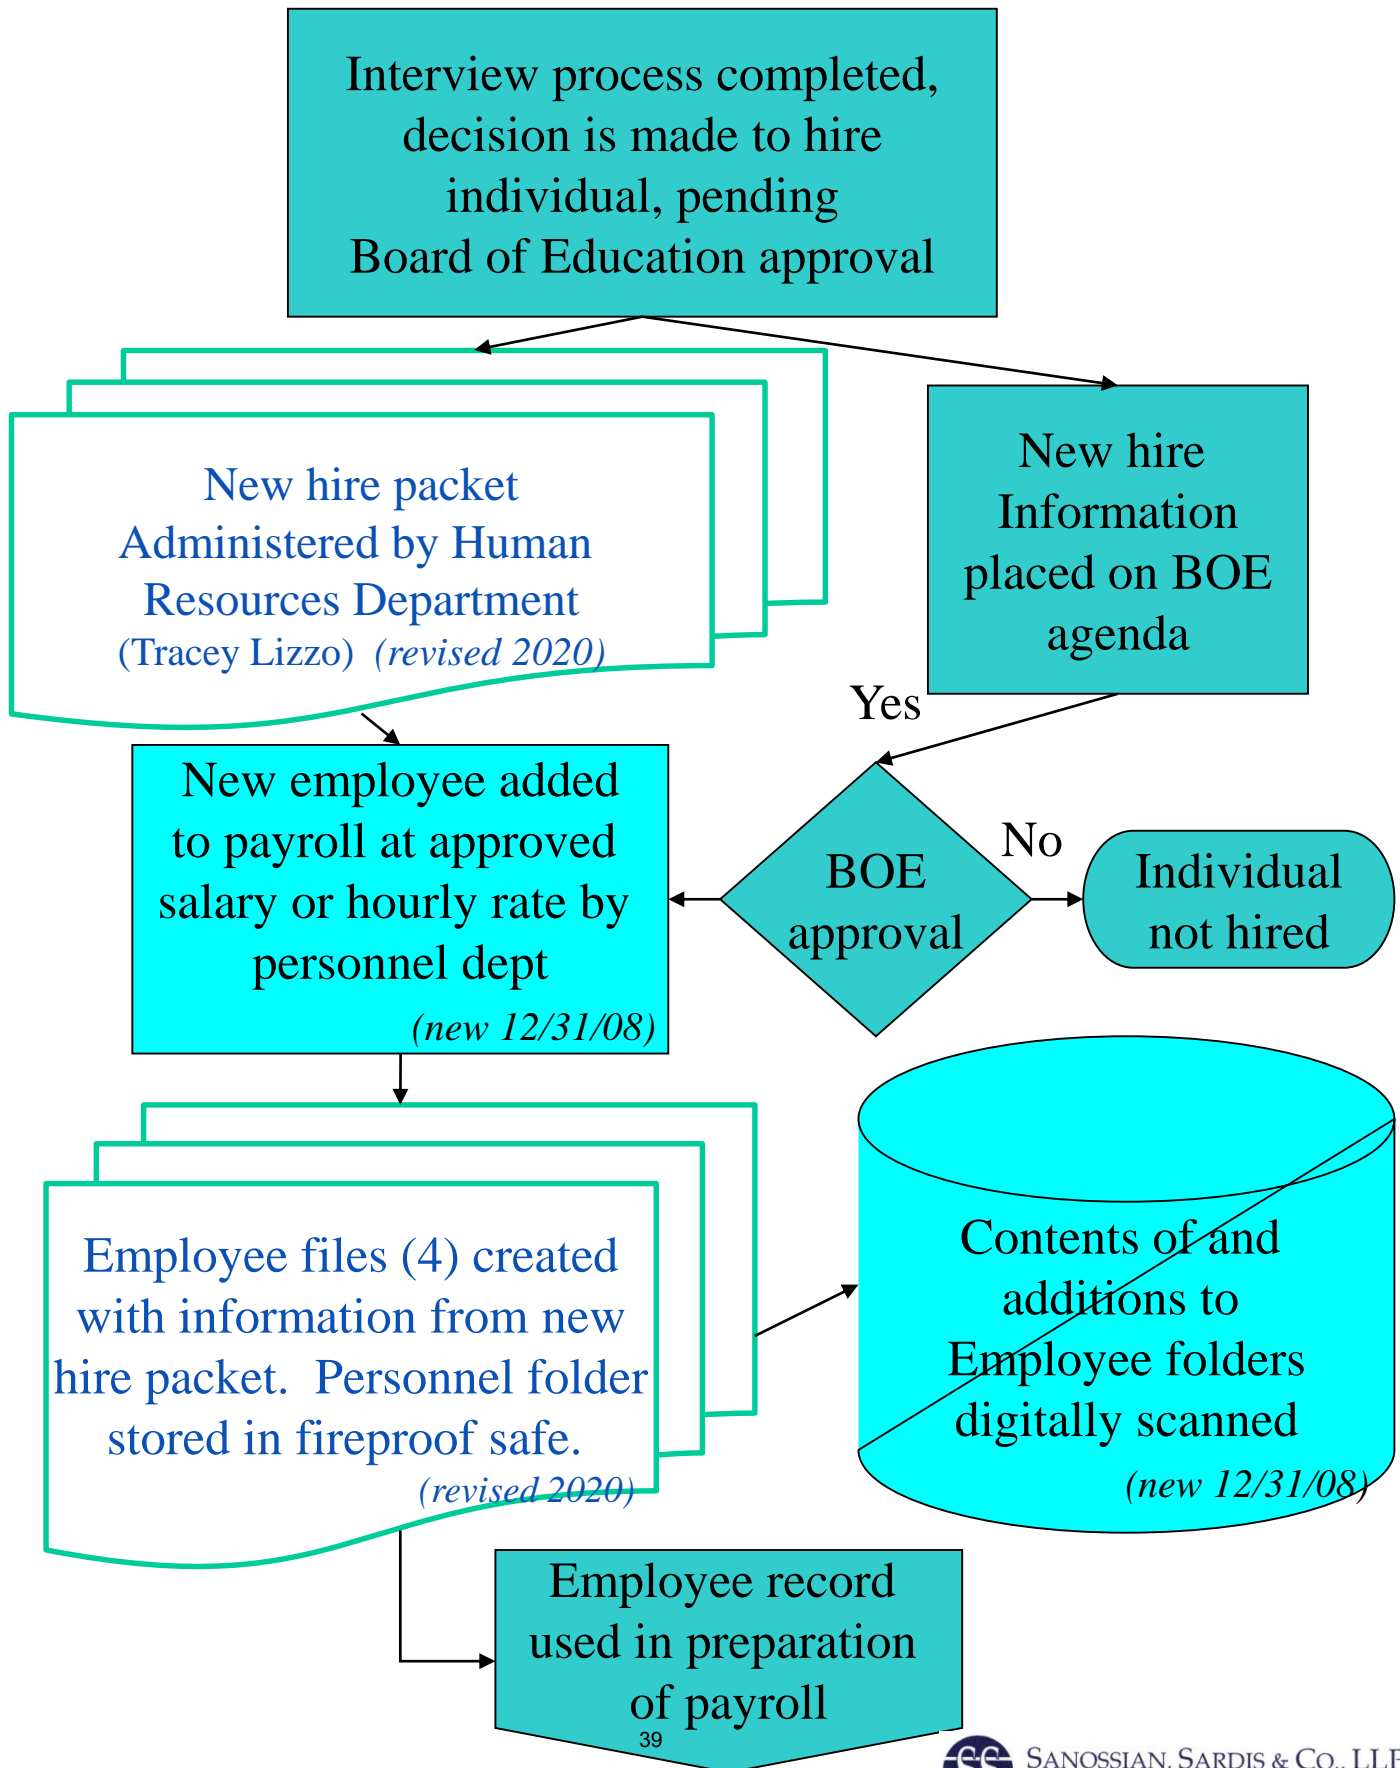 Interview process completed,
decision is made to hire
individual, pending
Board of Education approval
New hire packet
Administered by Human
Resources Department
(Tracey Lizzo) (revised 2020)
New hire
Information
placed on BOE
agenda
Yes
New employee added
to payroll at approved
salary or hourly rate by
personnel dept
(new 12/31/08)
BOE
approval
No
Individual
not hired
Employee files (4) created
with information from new
hire packet. Personnel folder
stored in fireproof safe.
(revised 2020)
Contents of and
additions to
Employee folders
digitally scanned
(new 12/31/08)
Employee record
used in preparation
of payroll
39
SANOSSIAN, SARDIS & CO., LLP